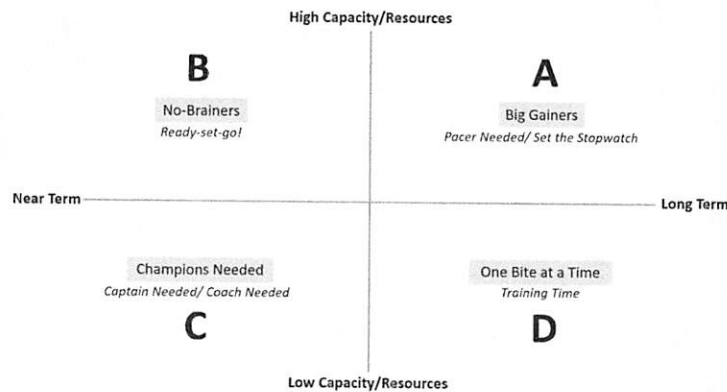 High Capacity/Resources
B
No-Brainers
Ready-set-go!
A
Big Gainers
Pacer Needed/ Set the Stopwatch
Near Term
Long Term
Champions Needed
Captain Needed/ Coach Needed
C
One Bite at a Time
Training Time
D
Low Capacity/Resources